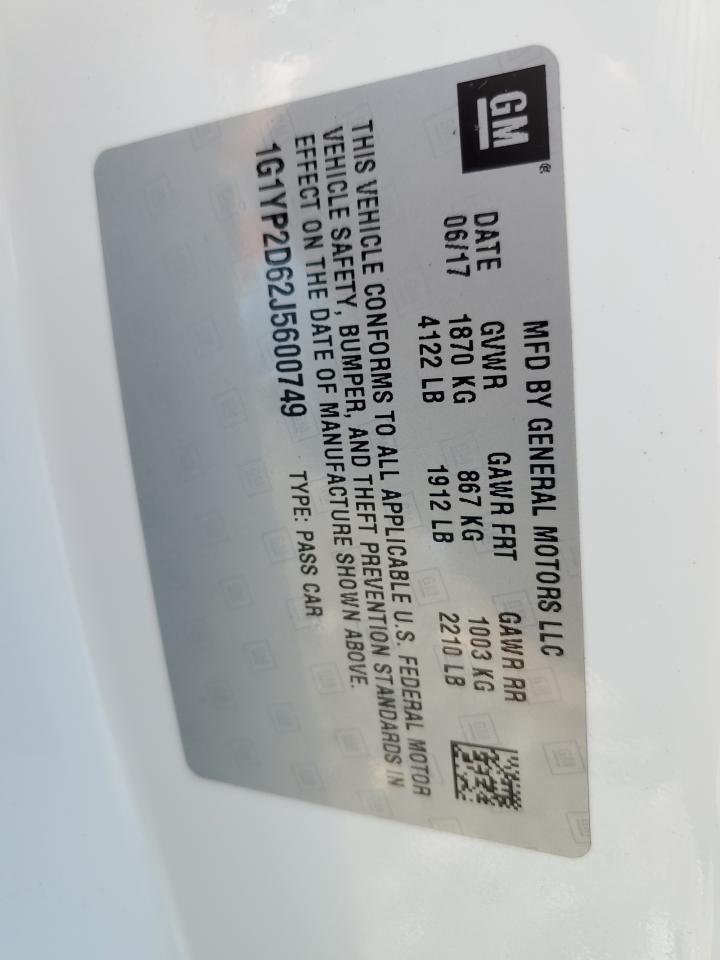 GM
®
MFD BY GENERAL MOTORS LLC
DATE GVWR GAWR FRT GAWR RR
06/17 1870 KG 867 KG 1003 KG
4122 LB 1912 LB 2210 LB
THIS VEHICLE CONFORMS TO ALL APPLICABLE U.S. FEDERAL MOTOR
VEHICLE SAFETY, BUMPER, AND THEFT PREVENTION STANDARDS IN
EFFECT ON THE DATE OF MANUFACTURE SHOWN ABOVE.
1G1YP2D62J5600749 TYPE: PASS CAR